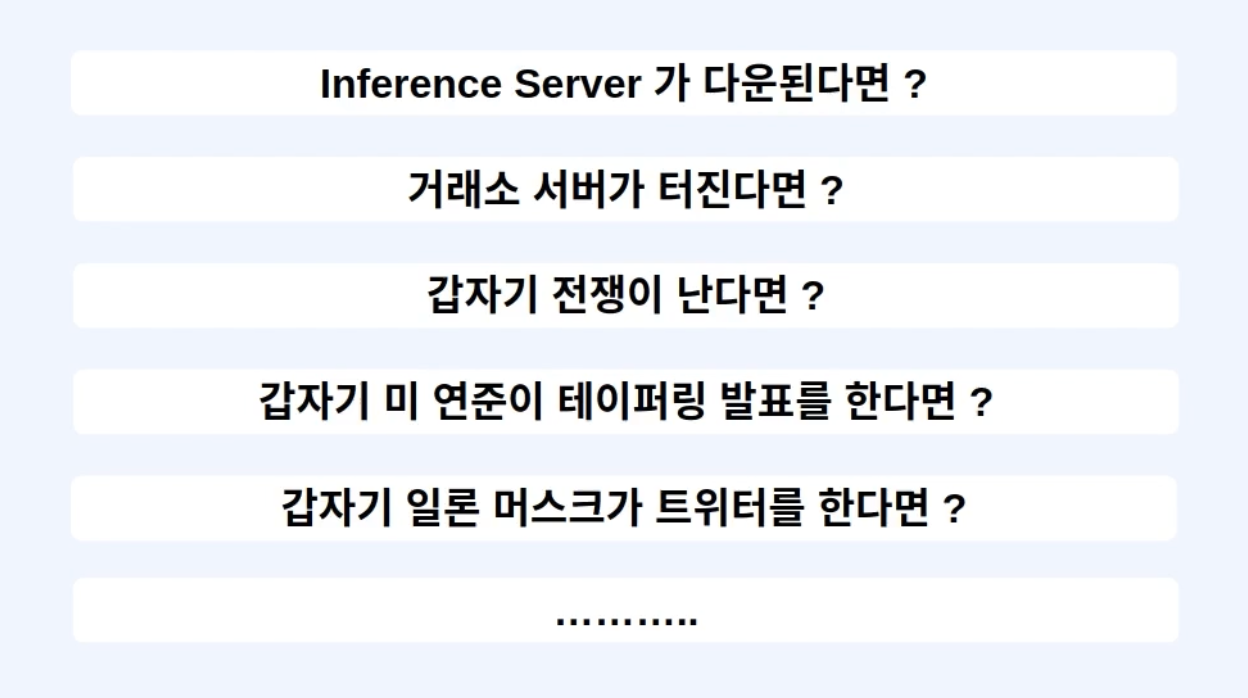 Inference Server 가 다운된다면 ?
거래소 서버가 터진다면 ?
갑자기 전쟁이 난다면 ?
갑자기 미 연준이 테이퍼링 발표를 한다면 ?
갑자기 일론 머스크가 트위터를 한다면 ?
………..